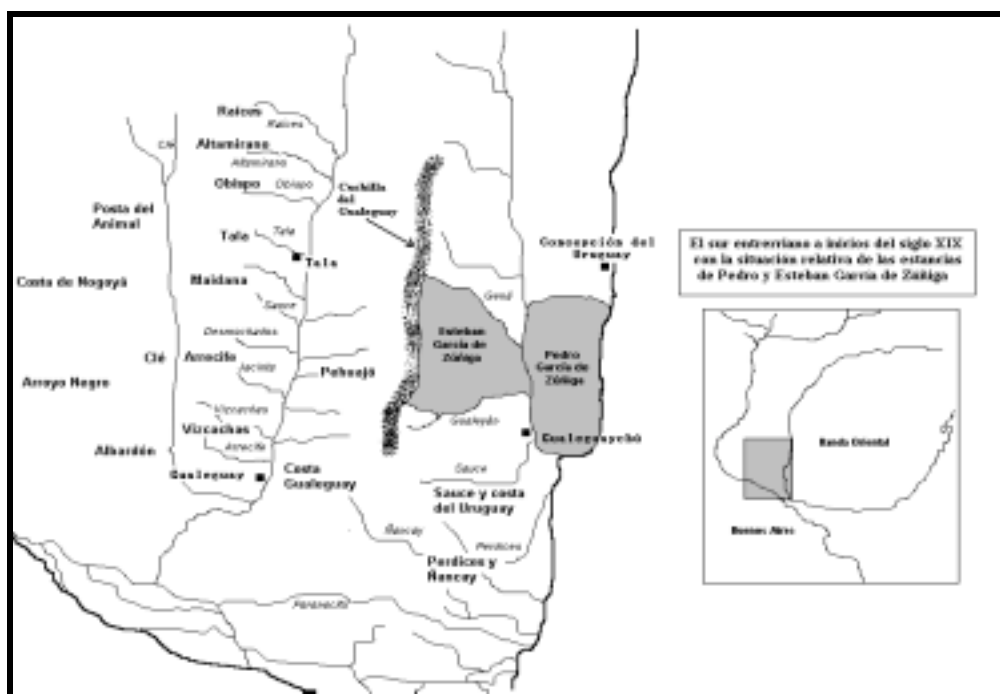 Raíces
Raíces
Clé
Altamirano
Altamirano
Obispo
Obispo
Cuchilla
del
Gualeguay
Posta del
Animal
Tala
Tala
Tala
Concepción del
Uruguay
Costa de Nogoyá
Maidana
Sauce
Gená
Desmochados
Esteban
García de
Zúñiga
Pedro
García de
Zúñiga
Clé
Arrecife
Jacinto
Pehuajó
Arroyo Negro
Vizcachas
Vizcachas
Gualeyán
Gualeguaychú
Albardón
Arrecife
Gualeguay
Costa
Gualeguay
Sauce
Sauce y costa
del Uruguay
Ñancay
Perdices
Perdices y
Ñancay
Paranacito
El sur entrerriano a inicios del siglo XIX
con la situación relativa de las estancias
de Pedro y Esteban García de Zúñiga
Banda Oriental
Buenos Aires